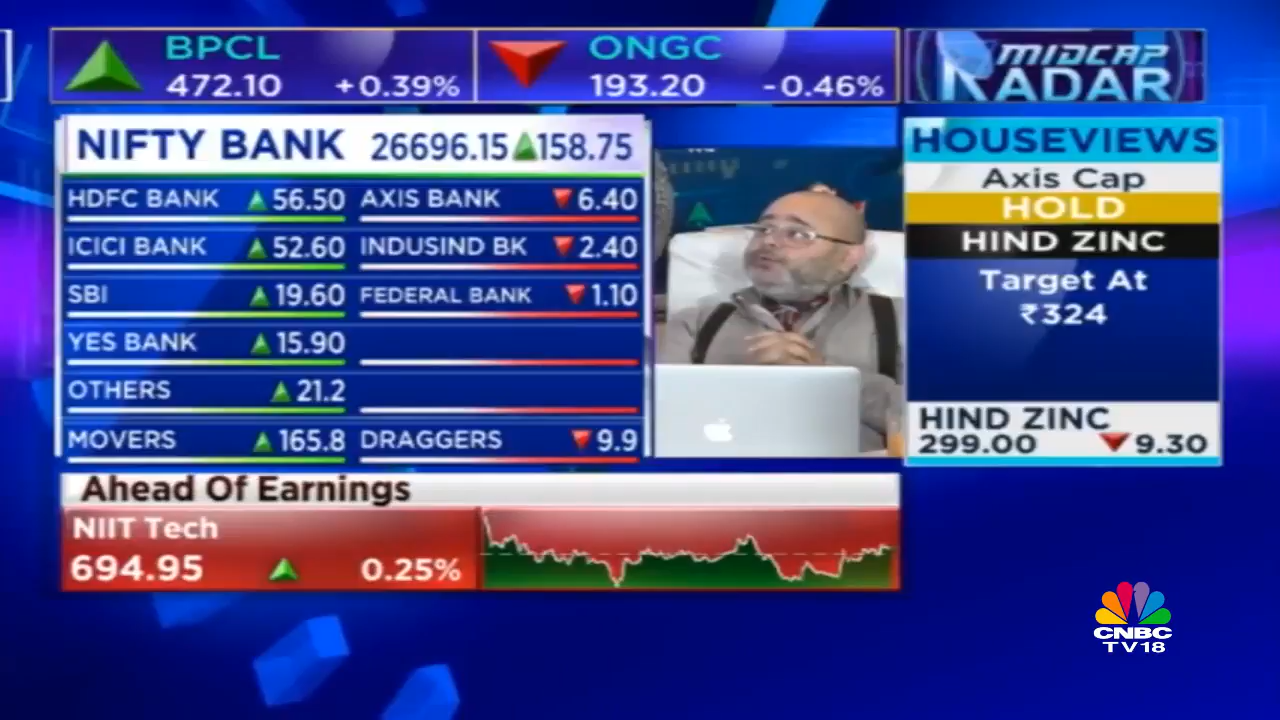 BPCL
472.10 +0.39%
ONGC
193.20 -0.46%
MIDCAP
RADAR
NIFTY BANK 26696.15 158.75
HDFC BANK 56.50 AXIS BANK 6.40
ICICI BANK 52.60 INDUSIND BK 2.40
SBI 19.60 FEDERAL BANK 1.10
YES BANK 15.90
OTHERS 21.2
MOVERS 165.8 DRAGGERS 9.9
HOUSEVIEWS
Axis Cap
HOLD
HIND ZINC
Target At
₹324
HIND ZINC
299.00 9.30
Ahead Of Earnings
NIIT Tech
694.95 0.25%
CNBC
TV18